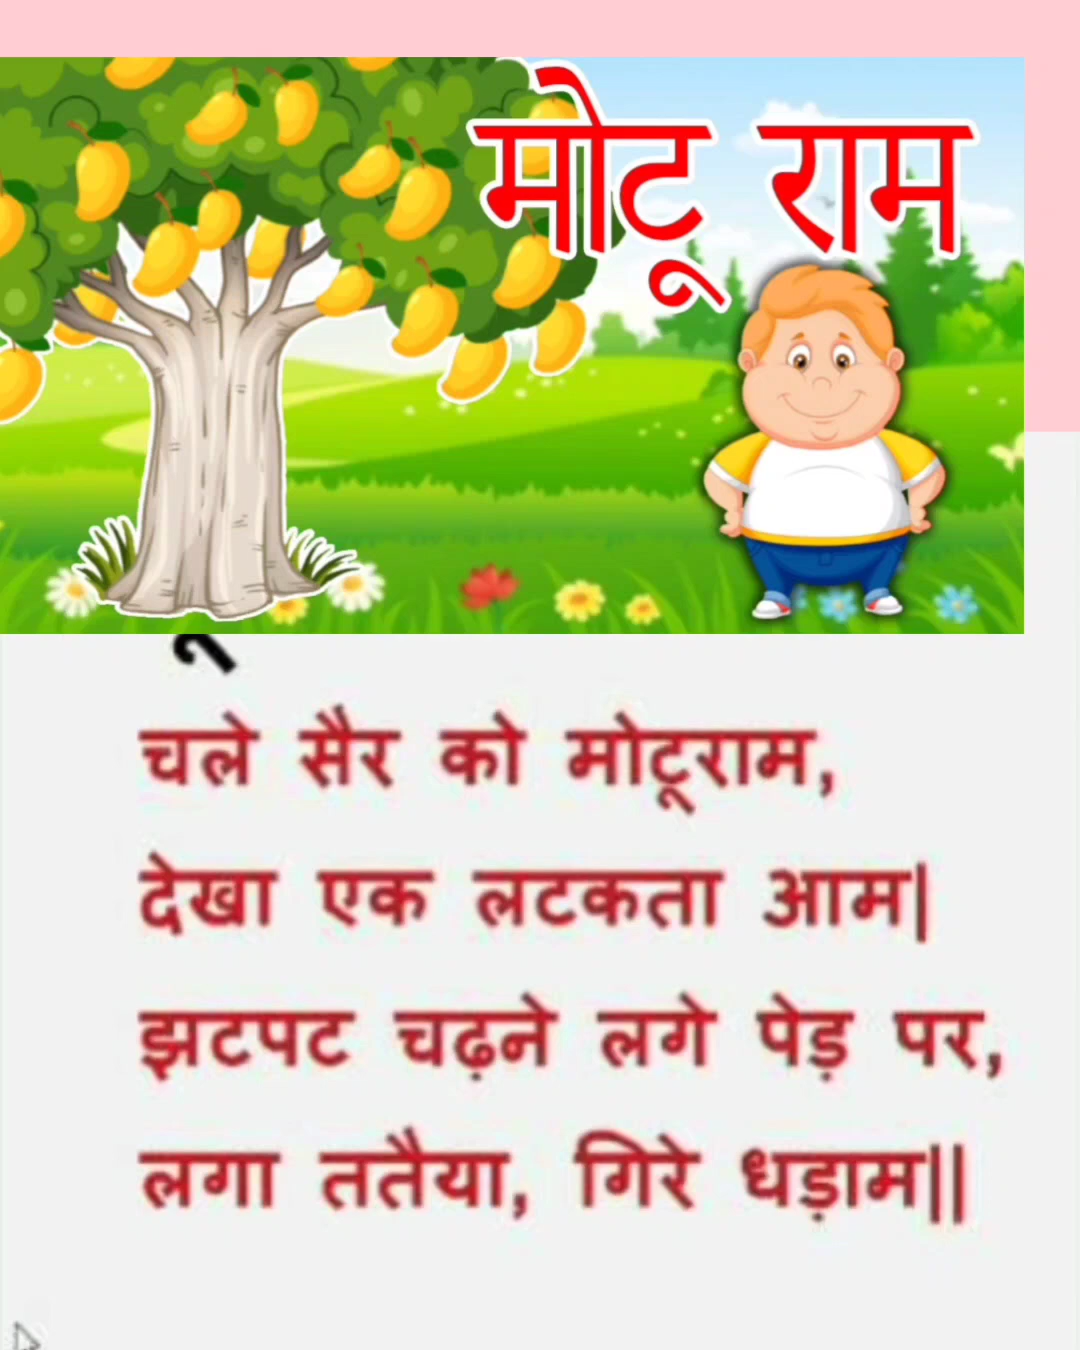 मोटू राम
चले सैर को मोटूराम,
देखा एक लटकता आम|
झटपट चढ़ने लगे पेड़ पर,
लगा ततैया, गिरे धड़ाम||